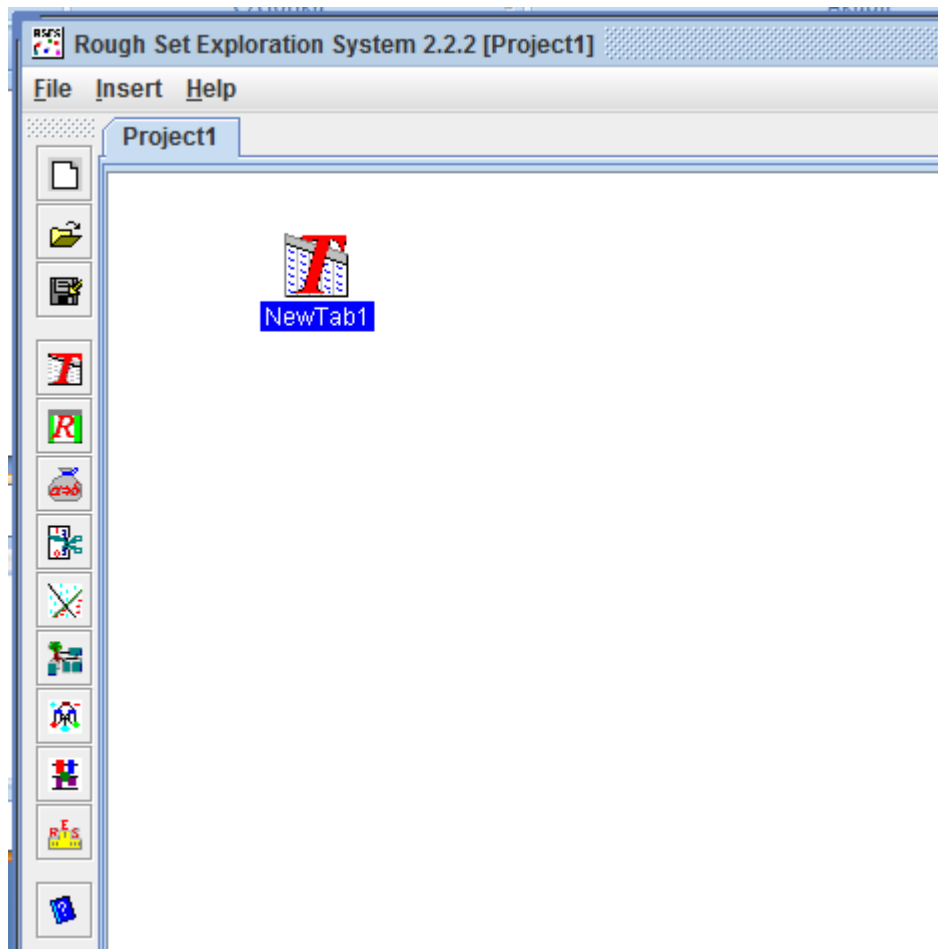 Rough Set Exploration System 2.2.2 [Project1]
File Insert Help
Project1
NewTab1